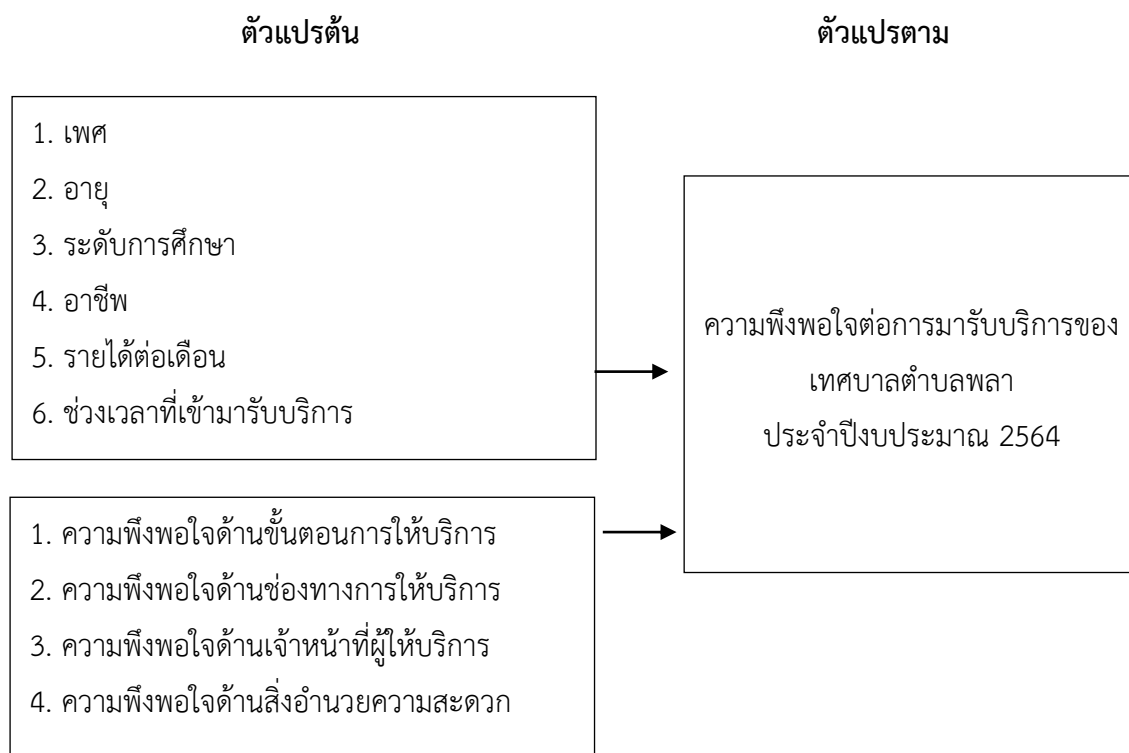 ตัวแปรต้น
ตัวแปรตาม
1. เพศ
2. อายุ
3. ระดับการศึกษา
4. อาชีพ
5. รายได้ต่อเดือน
6. ช่วงเวลาที่เข้ามารับบริการ
ความพึงพอใจต่อการมารับบริการของ
เทศบาลตำบลพลา
ประจำปีงบประมาณ 2564
1. ความพึงพอใจด้านขั้นตอนการให้บริการ
2. ความพึงพอใจด้านช่องทางการให้บริการ
3. ความพึงพอใจด้านเจ้าหน้าที่ผู้ให้บริการ
4. ความพึงพอใจด้านสิ่งอำนวยความสะดวก